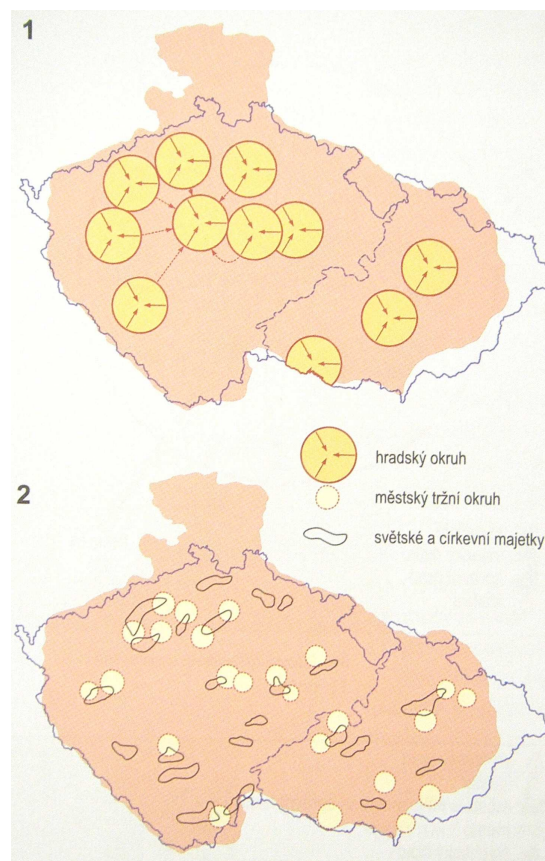 1
hradský okruh
2
městský tržní okruh
světské a církevní majetky